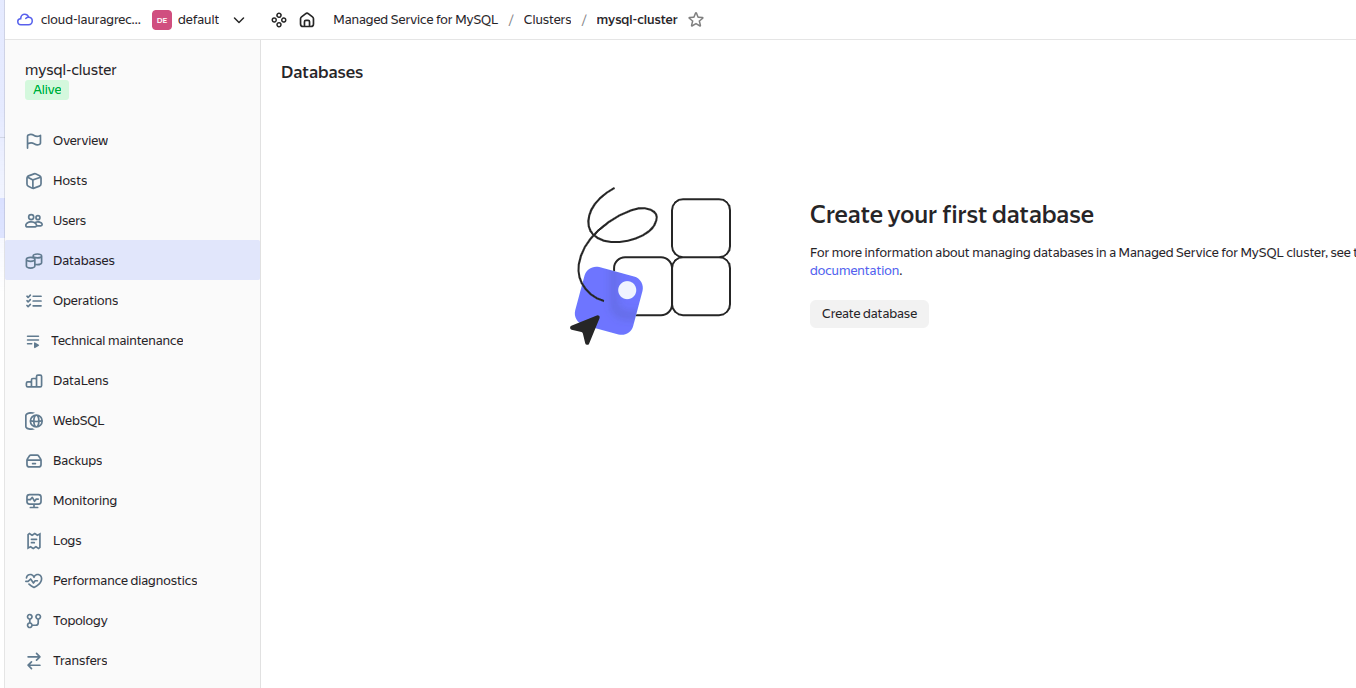 cloud-lauragrec... DE default Managed Service for MySQL / Clusters / mysql-cluster
mysql-cluster
Alive
Overview
Hosts
Users
Databases
Operations
Technical maintenance
DataLens
WebSQL
Backups
Monitoring
Logs
Performance diagnostics
Topology
Transfers
Databases
Create your first database
For more information about managing databases in a Managed Service for MySQL cluster, see
documentation.
Create database